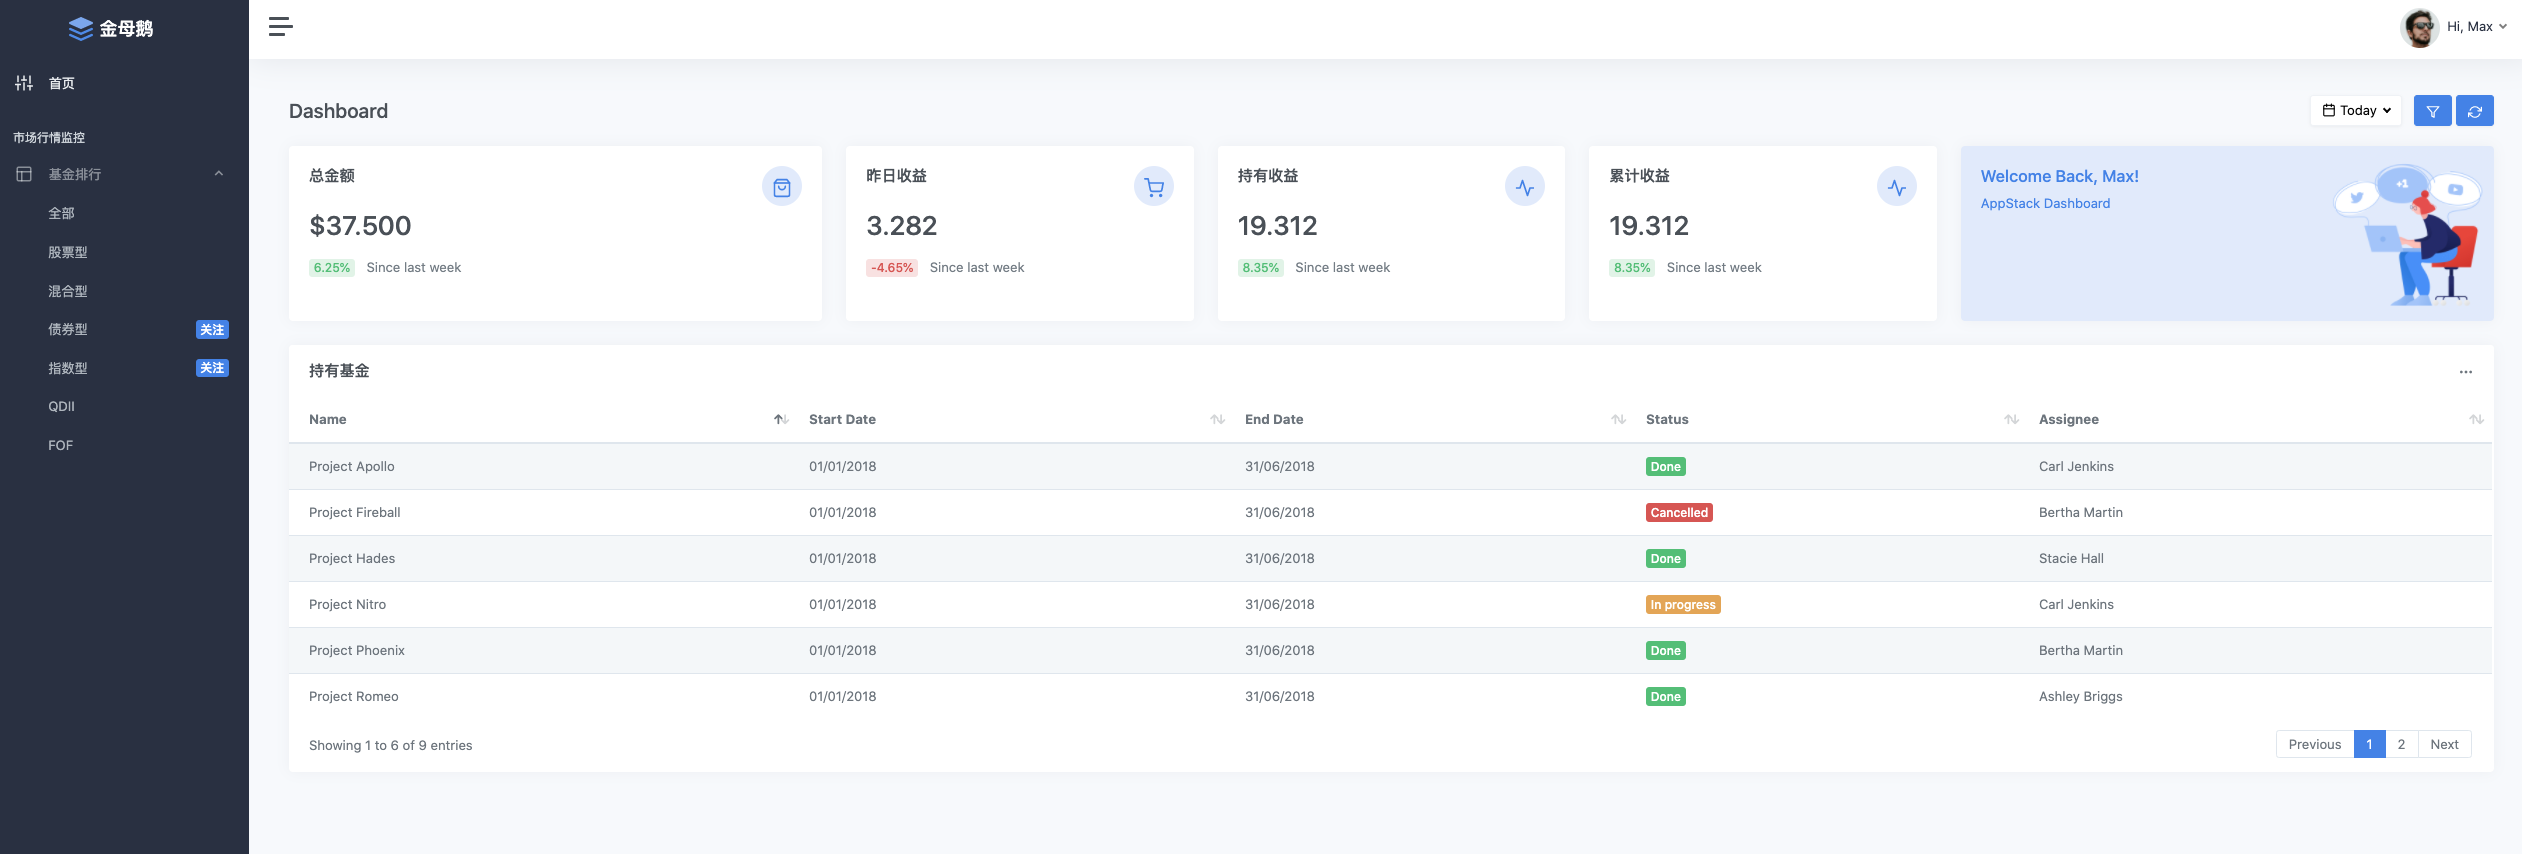 金母鹅
Hi, Max
首页
市场行情监控
基金排行
全部
股票型
混合型
债券型 关注
指数型 关注
QDII
FOF
Dashboard
Today
总金额
$37.500
6.25% Since last week
昨日收益
3.282
-4.65% Since last week
持有收益
19.312
8.35% Since last week
累计收益
19.312
8.35% Since last week
Welcome Back, Max!
AppStack Dashboard
+1
持有基金
Name Start Date End Date Status Assignee
Project Apollo 01/01/2018 31/06/2018 Done Carl Jenkins
Project Fireball 01/01/2018 31/06/2018 Cancelled Bertha Martin
Project Hades 01/01/2018 31/06/2018 Done Stacie Hall
Project Nitro 01/01/2018 31/06/2018 In progress Carl Jenkins
Project Phoenix 01/01/2018 31/06/2018 Done Bertha Martin
Project Romeo 01/01/2018 31/06/2018 Done Ashley Briggs
Showing 1 to 6 of 9 entries
Previous 1 2 Next